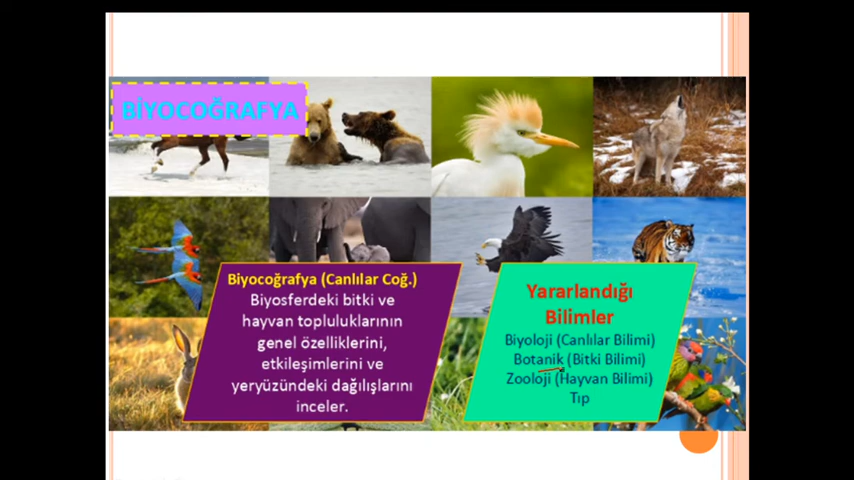 BİYOCOĞRAFYA
Biyocoğrafya (Canlılar Coğ.)
Biyosferdeki bitki ve
hayvan topluluklarının
genel özelliklerini,
etkileşimlerini ve
yeryüzündeki dağılışlarını
inceler.
Yararlandığı
Bilimler
Biyoloji (Canlılar Bilimi)
Botanik (Bitki Bilimi)
Zooloji (Hayvan Bilimi)
Tıp